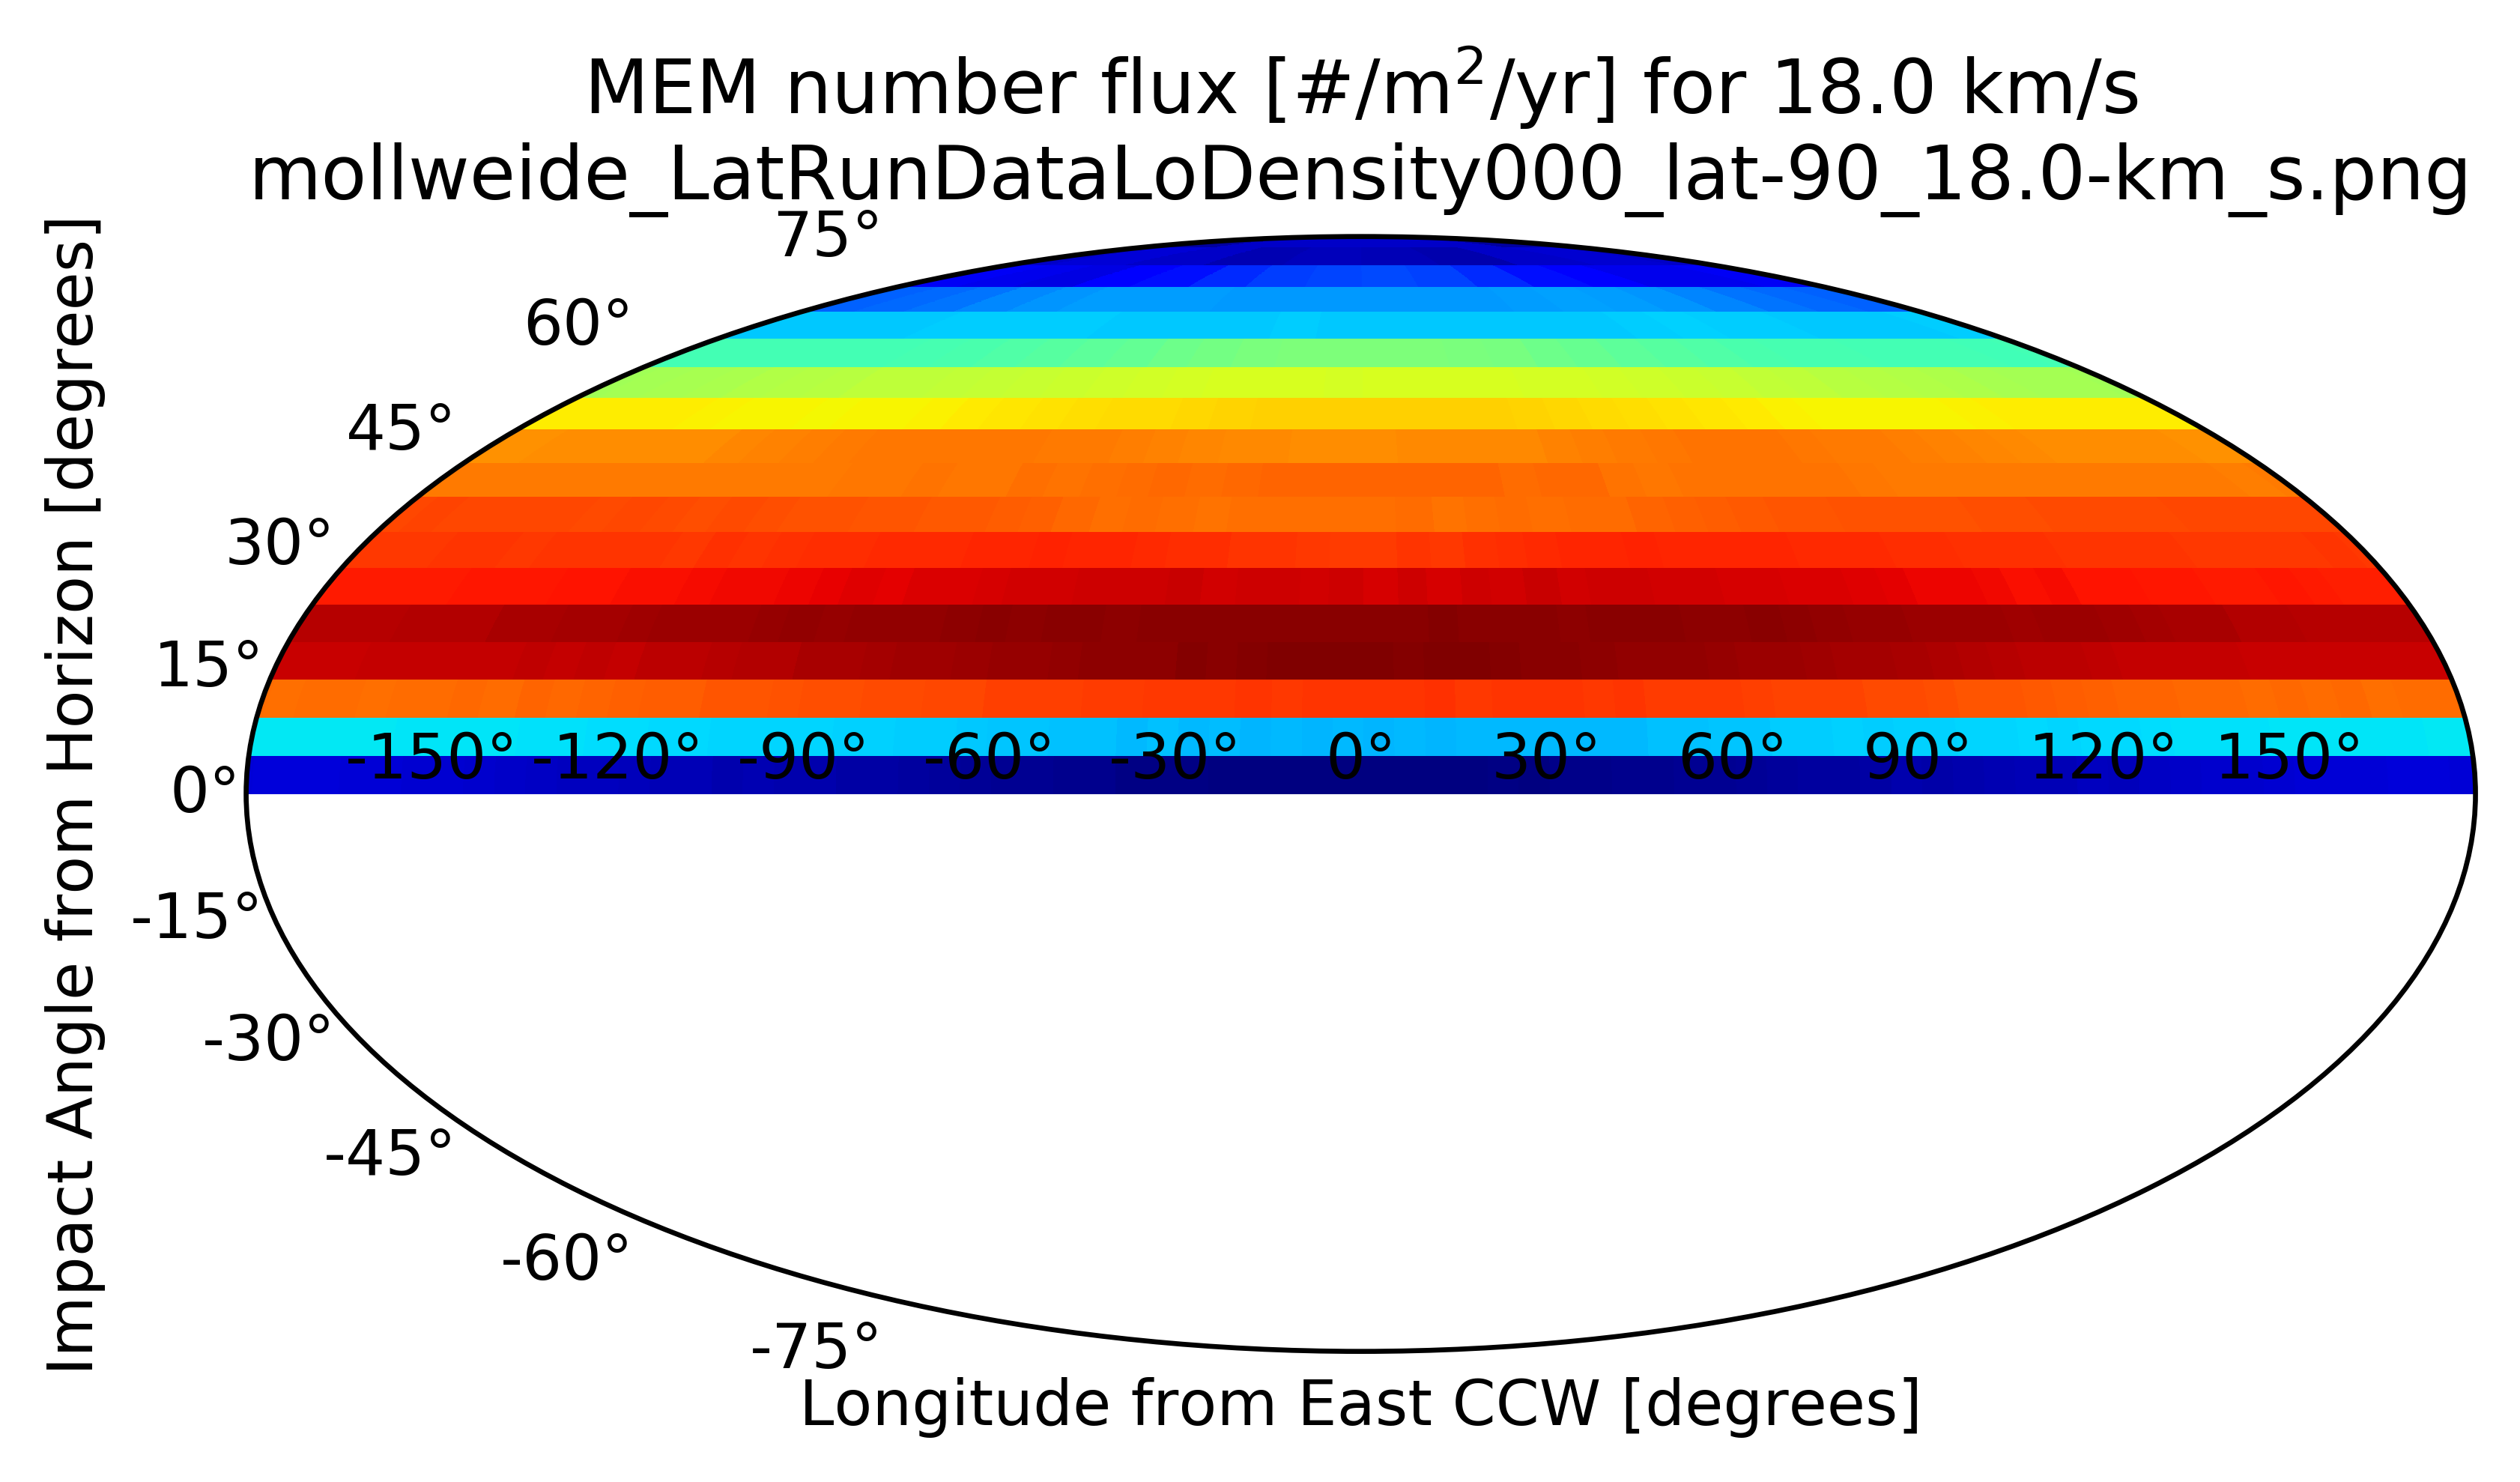 MEM number flux [#/m²/yr] for 18.0 km/s
mollweide_LatRunDataLoDensity000_lat-90_18.0-km_s.png
Impact Angle from Horizon [degrees]
75°
60°
45°
30°
15°
0°
-15°
-30°
-45°
-60°
-75°
-150° -120° -90° -60° -30° 0° 30° 60° 90° 120° 150°
Longitude from East CCW [degrees]